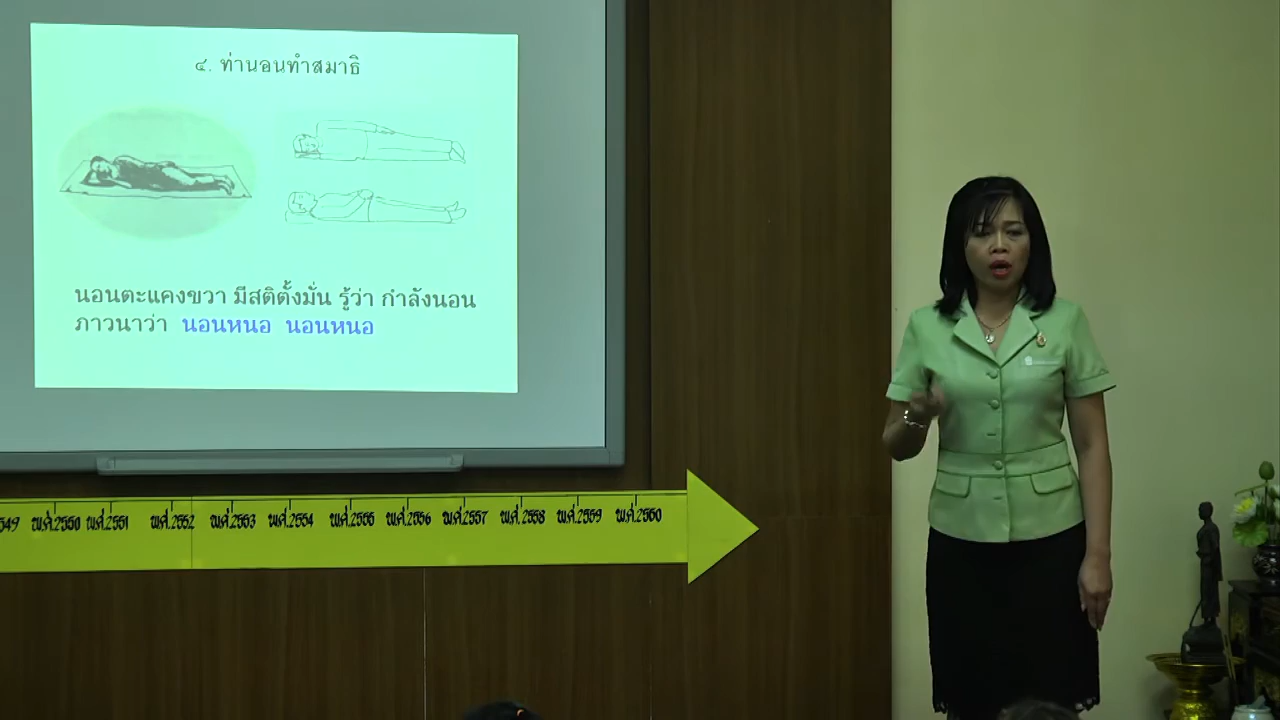 ๔. ท่านอนทำสมาธิ
นอนตะแคงขวา มีสติตั้งมั่น รู้ว่า กำลังนอน
ภาวนาว่า นอนหนอ นอนหนอ
549 พ.ศ.2550 พ.ศ.2551 พ.ศ.2552 พ.ศ.2553 พ.ศ.2554 พ.ศ.2555 พ.ศ.2556 พ.ศ.2557 พ.ศ.2558 พ.ศ.2559 พ.ศ.2560